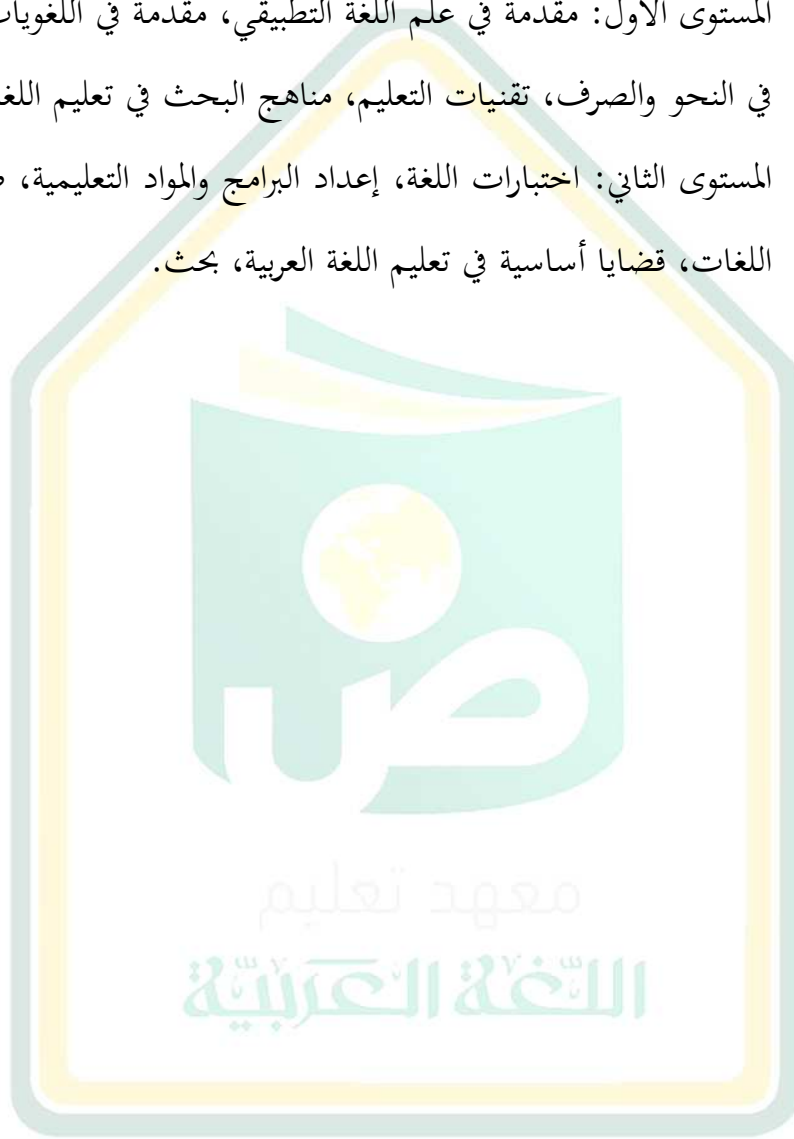 المستوى الأول: مقدمة في علم اللغة التطبيقي، مقدمة في
في النحو والصرف، تقنيات التعليم، مناهج البحث في تعليم
المستوى الثاني: اختبارات اللغة، إعداد البرامج والمواد التعليمية،
اللغات، قضايا أساسية في تعليم اللغة العربية، بحث.
ض
معهد تعليم
اللغة العربية